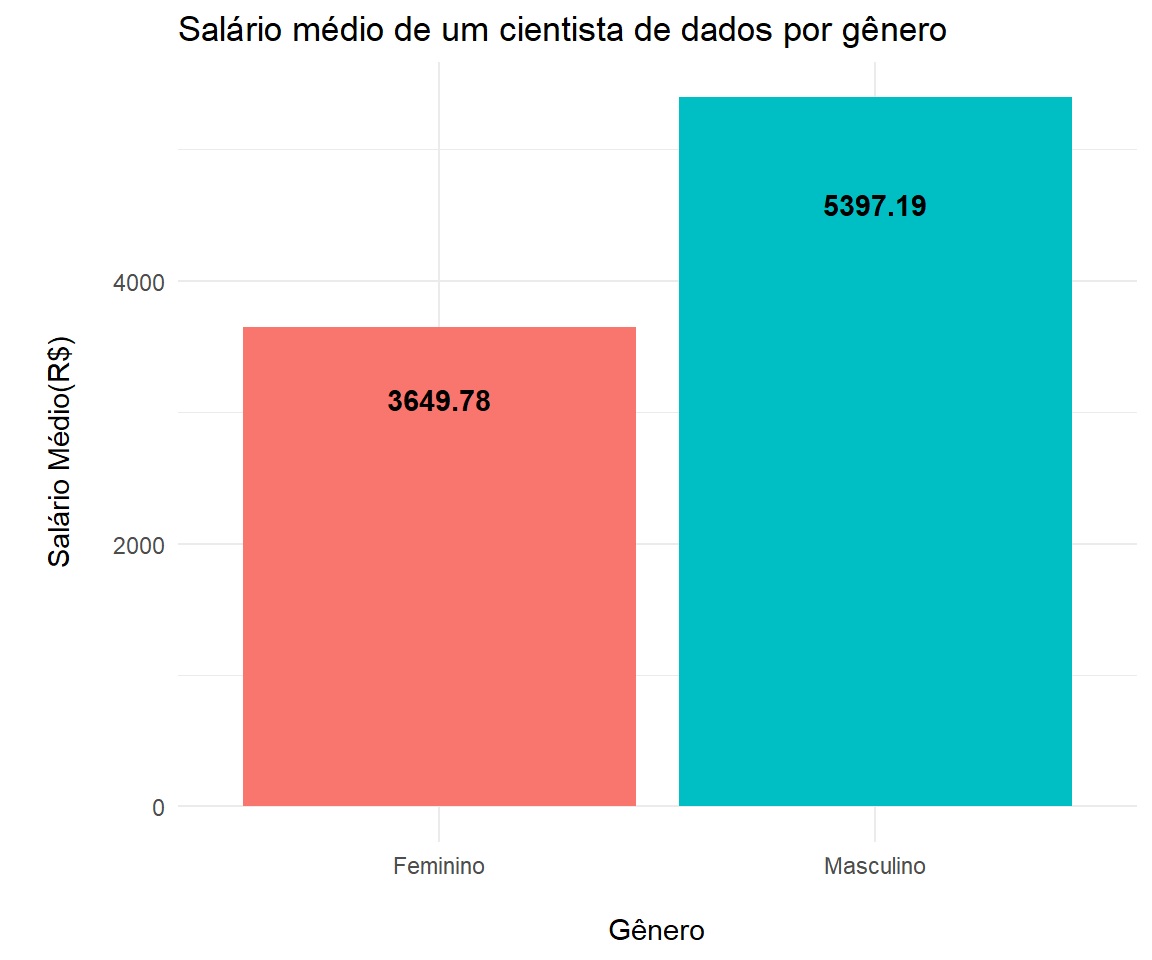 Salário médio de um cientista de dados por gênero
5397.19
4000
3649.78
Salário Médio(R$)
2000
0
Feminino
Masculino
Gênero